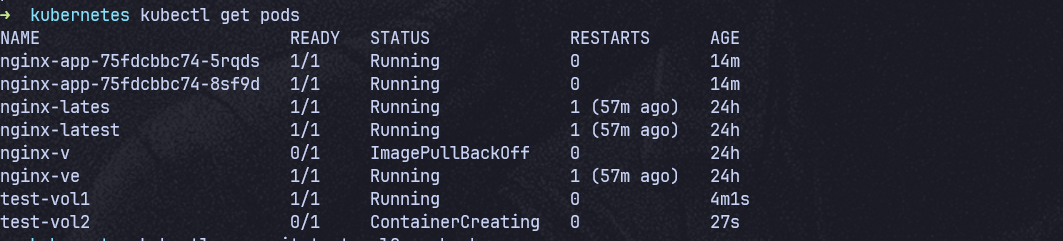 → kubernetes kubectl get pods
NAME READY STATUS RESTARTS AGE
nginx-app-75fdcbbc74-5rqds 1/1 Running 0 14m
nginx-app-75fdcbbc74-8sf9d 1/1 Running 0 14m
nginx-lates 1/1 Running 1 (57m ago) 24h
nginx-latest 1/1 Running 1 (57m ago) 24h
nginx-v 0/1 ImagePullBackOff 0 24h
nginx-ve 1/1 Running 1 (57m ago) 24h
test-vol1 1/1 Running 0 4m1s
test-vol2 0/1 ContainerCreating 0 27s